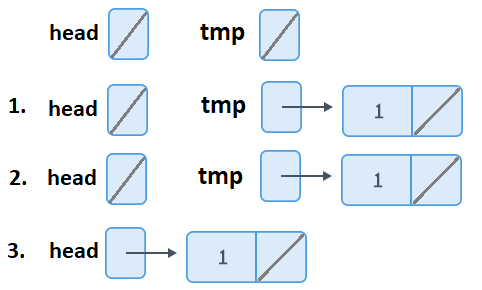 head tmp
1. head tmp 1
2. head tmp 1
3. head 1